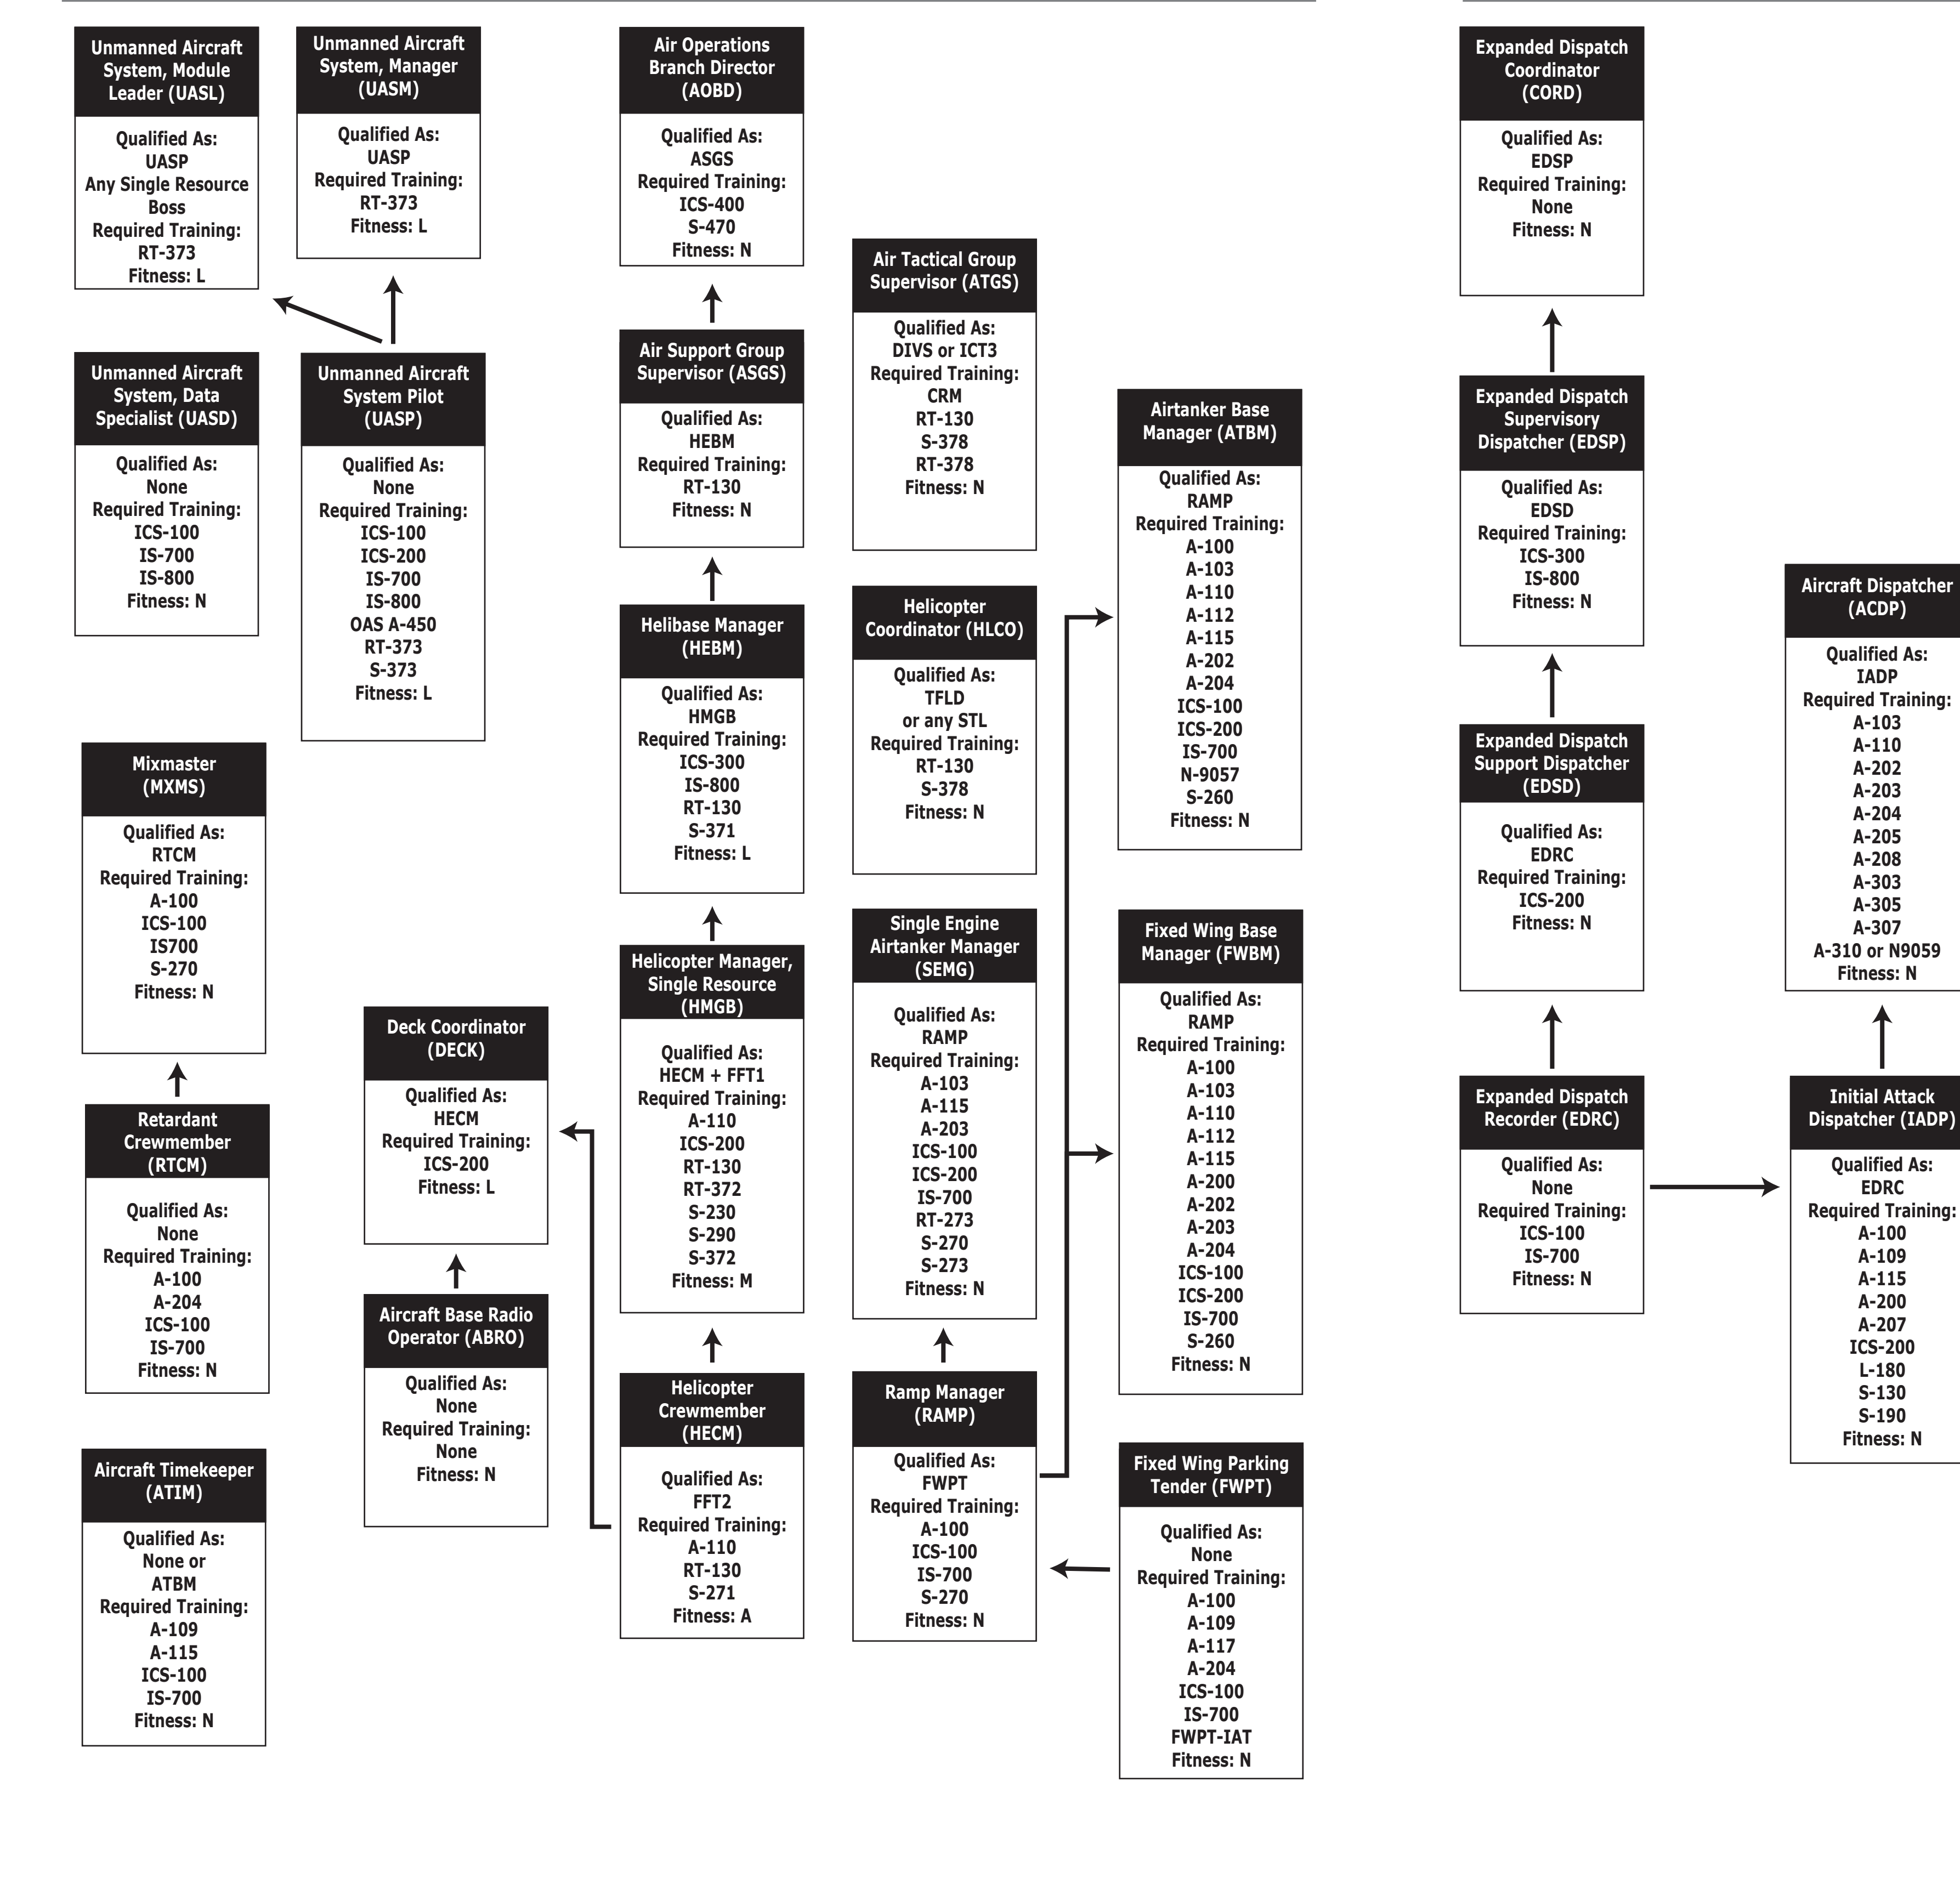 Unmanned Aircraft
System, Module
Leader (UASL)
Qualified As:
UASP
Any Single Resource
Boss
Required Training:
RT-373
Fitness: L
Unmanned Aircraft
System, Manager
(UASM)
Qualified As:
UASP
Required Training:
RT-373
Fitness: L
Unmanned Aircraft
System, Data
Specialist (UASD)
Qualified As:
None
Required Training:
ICS-100
IS-700
IS-800
Fitness: N
Unmanned Aircraft
System Pilot
(UASP)
Qualified As:
None
Required Training:
ICS-100
ICS-200
IS-700
IS-800
OAS A-450
RT-373
S-373
Fitness: L
Mixmaster
(MXMS)
Qualified As:
RTCM
Required Training:
A-100
ICS-100
IS700
S-270
Fitness: N
Retardant
Crewmember
(RTCM)
Qualified As:
None
Required Training:
A-100
A-204
ICS-100
IS-700
Fitness: N
Aircraft Timekeeper
(ATIM)
Qualified As:
None or
ATBM
Required Training:
A-109
A-115
ICS-100
IS-700
Fitness: N
Deck Coordinator
(DECK)
Qualified As:
HECM
Required Training:
ICS-200
Fitness: L
Aircraft Base Radio
Operator (ABRO)
Qualified As:
None
Required Training:
None
Fitness: N
Air Operations
Branch Director
(AOBD)
Qualified As:
ASGS
Required Training:
ICS-400
S-470
Fitness: N
Air Support Group
Supervisor (ASGS)
Qualified As:
HEBM
Required Training:
RT-130
Fitness: N
Helibase Manager
(HEBM)
Qualified As:
HMGB
Required Training:
ICS-300
IS-800
RT-130
S-371
Fitness: L
Helicopter Manager,
Single Resource
(HMGB)
Qualified As:
HECM + FFT1
Required Training:
A-110
ICS-200
RT-130
RT-372
S-230
S-290
S-372
Fitness: M
Helicopter
Crewmember
(HECM)
Qualified As:
FFT2
Required Training:
A-110
RT-130
S-271
Fitness: A
Air Tactical Group
Supervisor (ATGS)
Qualified As:
DIVS or ICT3
Required Training:
CRM
RT-130
S-378
RT-378
Fitness: N
Helicopter
Coordinator (HLCO)
Qualified As:
TFLD
or any STL
Required Training:
RT-130
S-378
Fitness: N
Single Engine
Airtanker Manager
(SEMG)
Qualified As:
RAMP
Required Training:
A-103
A-115
A-203
ICS-100
ICS-200
IS-700
RT-273
S-270
S-273
Fitness: N
Ramp Manager
(RAMP)
Qualified As:
FWPT
Required Training:
A-100
ICS-100
IS-700
S-270
Fitness: N
Airtanker Base
Manager (ATBM)
Qualified As:
RAMP
Required Training:
A-100
A-103
A-110
A-112
A-115
A-202
A-204
ICS-100
ICS-200
IS-700
N-9057
S-260
Fitness: N
Fixed Wing Base
Manager (FWBM)
Qualified As:
RAMP
Required Training:
A-100
A-103
A-110
A-112
A-115
A-200
A-202
A-203
A-204
ICS-100
ICS-200
IS-700
S-260
Fitness: N
Fixed Wing Parking
Tender (FWPT)
Qualified As:
None
Required Training:
A-100
A-109
A-117
A-204
ICS-100
IS-700
FWPT-IAT
Fitness: N
Expanded Dispatch
Coordinator
(CORD)
Qualified As:
EDSP
Required Training:
None
Fitness: N
Expanded Dispatch
Supervisory
Dispatcher (EDSP)
Qualified As:
EDSD
Required Training:
ICS-300
IS-800
Fitness: N
Expanded Dispatch
Support Dispatcher
(EDSD)
Qualified As:
EDRC
Required Training:
ICS-200
Fitness: N
Expanded Dispatch
Recorder (EDRC)
Qualified As:
None
Required Training:
ICS-100
IS-700
Fitness: N
Aircraft Dispatcher
(ACDP)
Qualified As:
IADP
Required Training:
A-103
A-110
A-202
A-203
A-204
A-205
A-208
A-303
A-305
A-307
A-310 or N9059
Fitness: N
Initial Attack
Dispatcher (IADP)
Qualified As:
EDRC
Required Training:
A-100
A-109
A-115
A-200
A-207
ICS-200
L-180
S-130
S-190
Fitness: N